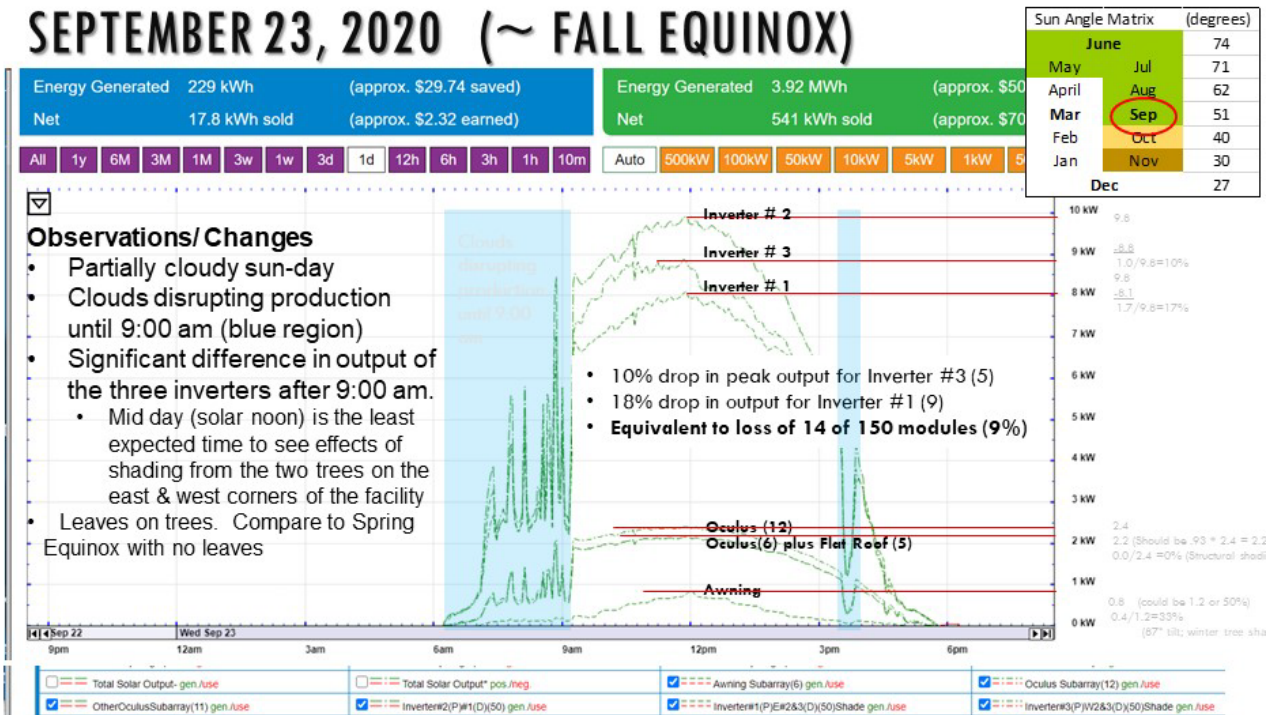 SEPTEMBER 23, 2020 (~ FALL EQUINOX)
Sun Angle Matrix (degrees)
June 74
May Jul 71
April Aug 62
Mar Sep 51
Feb Oct 40
Jan Nov 30
Dec 27
Energy Generated 229 kWh (approx. $29.74 saved)
Net 17.8 kWh sold (approx. $2.32 earned)
Energy Generated 3.92 MWh (approx. $50
Net 541 kWh sold (approx. $70
All 1y 6M 3M 1M 3w 1w 3d 1d 12h 6h 3h 1h 10m
Auto 500kW 100kW 50kW 10kW 5kW 1kW 5
Observations/ Changes
• Partially cloudy sun-day
• Clouds disrupting production
until 9:00 am (blue region)
• Significant difference in output of
the three inverters after 9:00 am.
• Mid day (solar noon) is the least
expected time to see effects of
shading from the two trees on the
east & west corners of the facility
• Leaves on trees. Compare to Spring
Equinox with no leaves
Clouds
disrupting
production
until 9:00
Inverter # 2
Inverter # 3
Inverter # 1
• 10% drop in peak output for Inverter #3 (5)
• 18% drop in output for Inverter #1 (9)
• Equivalent to loss of 14 of 150 modules (9%)
Oculus (12)
Oculus(6) plus Flat Roof (5)
Awning
10 kW
9 kW
8 kW
7 kW
6 kW
5 kW
4 kW
3 kW
2 kW
1 kW
0 kW
9.8
-8.8
1.0/9.8=10%
9.8
-8.1
1.7/9.8=17%
2.4
2.2 (Should be .93 * 2.4 = 2.2
0.0/2.4 =0% (Structural shadi
0.8 (could be 1.2 or 50%)
0.4/1.2=33%
(87° tilt; winter tree sha
Sep 22 Wed Sep 23
9pm 12am 3am 6am 9am 12pm 3pm 6pm
Total Solar Output- gen./use
Total Solar Output* pos./neg.
Awning Subarray(6) gen./use
Oculus Subarray(12) gen./use
OtherOculusSubarray(11) gen./use
Inverter#2(P)#1(D)(50) gen./use
Inverter#1(P)E#2&3(D)(50)Shade gen./use
Inverter#3(P)W2&3(D)(50)Shade gen./use